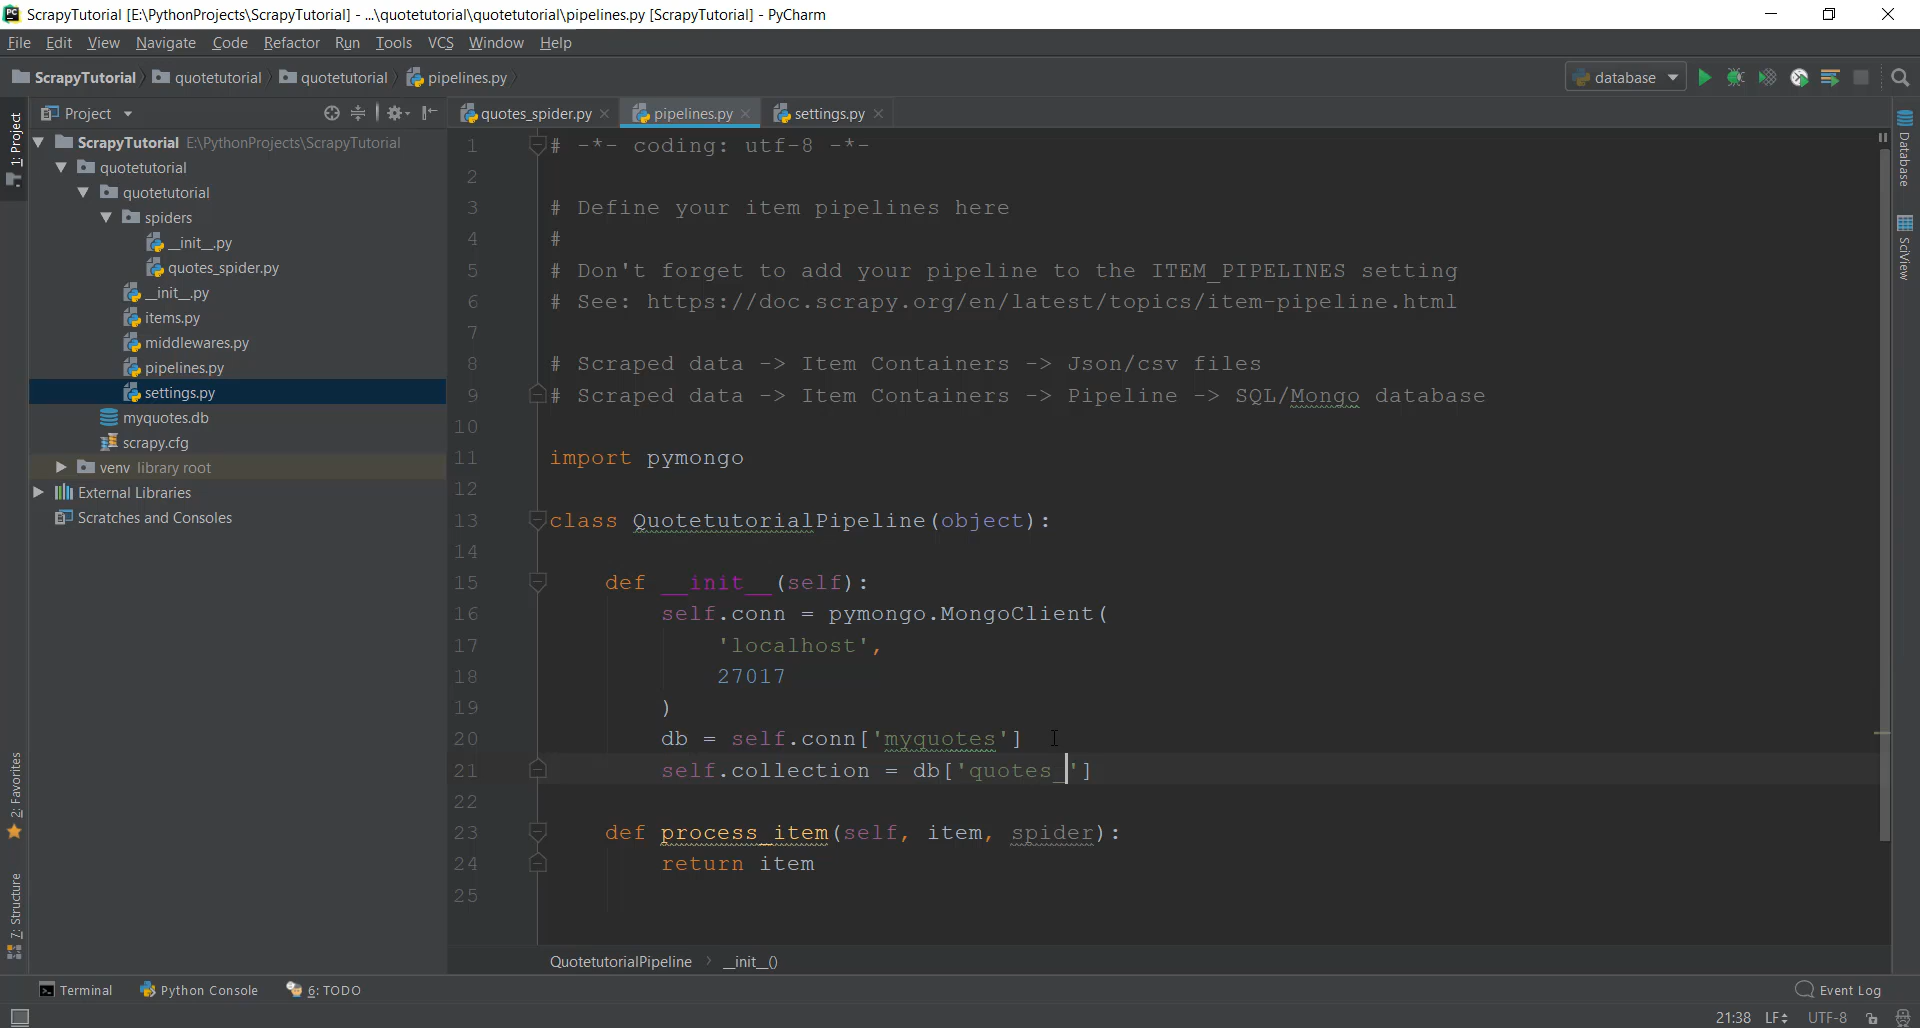 ScrapyTutorial [E:\PythonProjects\ScrapyTutorial] - ...\quotetutorial\quotetutorial\pipelines.py [ScrapyTutorial] - PyCharm
File Edit View Navigate Code Refactor Run Tools VCS Window Help
ScrapyTutorial quotetutorial quotetutorial pipelines.py database
Project quotes_spider.py pipelines.py settings.py
1: Project
ScrapyTutorial E:\PythonProjects\ScrapyTutorial
quotetutorial
quotetutorial
spiders
__init__.py
quotes_spider.py
__init__.py
items.py
middlewares.py
pipelines.py
settings.py
myquotes.db
scrapy.cfg
venv library root
External Libraries
Scratches and Consoles
2: Favorites
7: Structure
1 # -*- coding: utf-8 -*-
2
3 # Define your item pipelines here
4 #
5 # Don't forget to add your pipeline to the ITEM_PIPELINES setting
6 # See: https://doc.scrapy.org/en/latest/topics/item-pipeline.html
7
8 # Scraped data -> Item Containers -> Json/csv files
9 # Scraped data -> Item Containers -> Pipeline -> SQL/Mongo database
10
11 import pymongo
12
13 class QuotetutorialPipeline(object):
14
15     def __init__(self):
16         self.conn = pymongo.MongoClient(
17             'localhost',
18             27017
19         )
20         db = self.conn['myquotes']
21         self.collection = db['quotes_']
22
23     def process_item(self, item, spider):
24         return item
25
QuotetutorialPipeline > __init__()
Database
SciView
Terminal Python Console 6: TODO Event Log
21:38 LF UTF-8